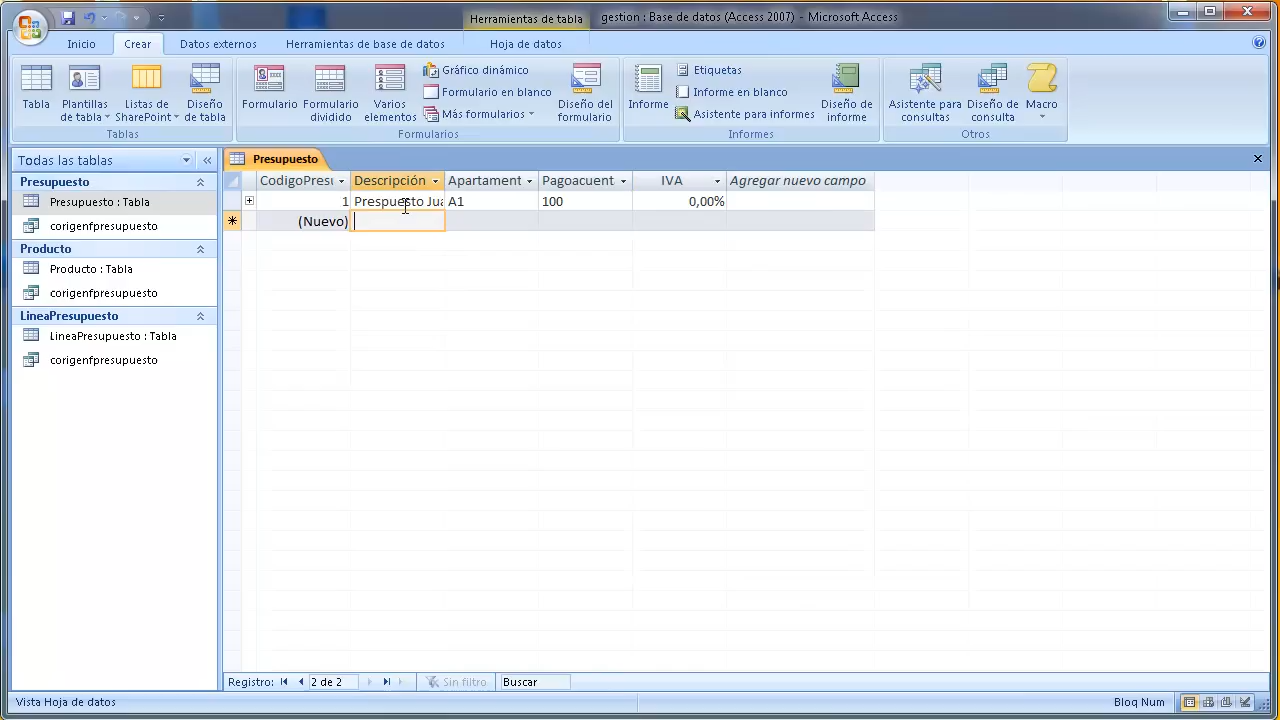 Herramientas de tabla
gestion : Base de datos (Access 2007) - Microsoft Access
Inicio
Crear
Datos externos
Herramientas de base de datos
Hoja de datos
Tabla
Plantillas de tabla
Listas de SharePoint
Diseño de tabla
Tablas
Formulario
Formulario dividido
Varios elementos
Gráfico dinámico
Formulario en blanco
Más formularios
Diseño del formulario
Formularios
Informe
Etiquetas
Informe en blanco
Asistente para informes
Diseño de informe
Informes
Asistente para consultas
Diseño de consulta
Macro
Otros
Todas las tablas
Presupuesto
Presupuesto : Tabla
corigenfpresupuesto
Producto
Producto : Tabla
corigenfpresupuesto
LineaPresupuesto
LineaPresupuesto : Tabla
corigenfpresupuesto
Presupuesto
CodigoPresu Descripción Apartament Pagoacuent IVA Agregar nuevo campo
1 Prespuesto Jua A1 100 0,00%
(Nuevo)
Registro: 2 de 2 Sin filtro Buscar
Vista Hoja de datos
Bloq Num